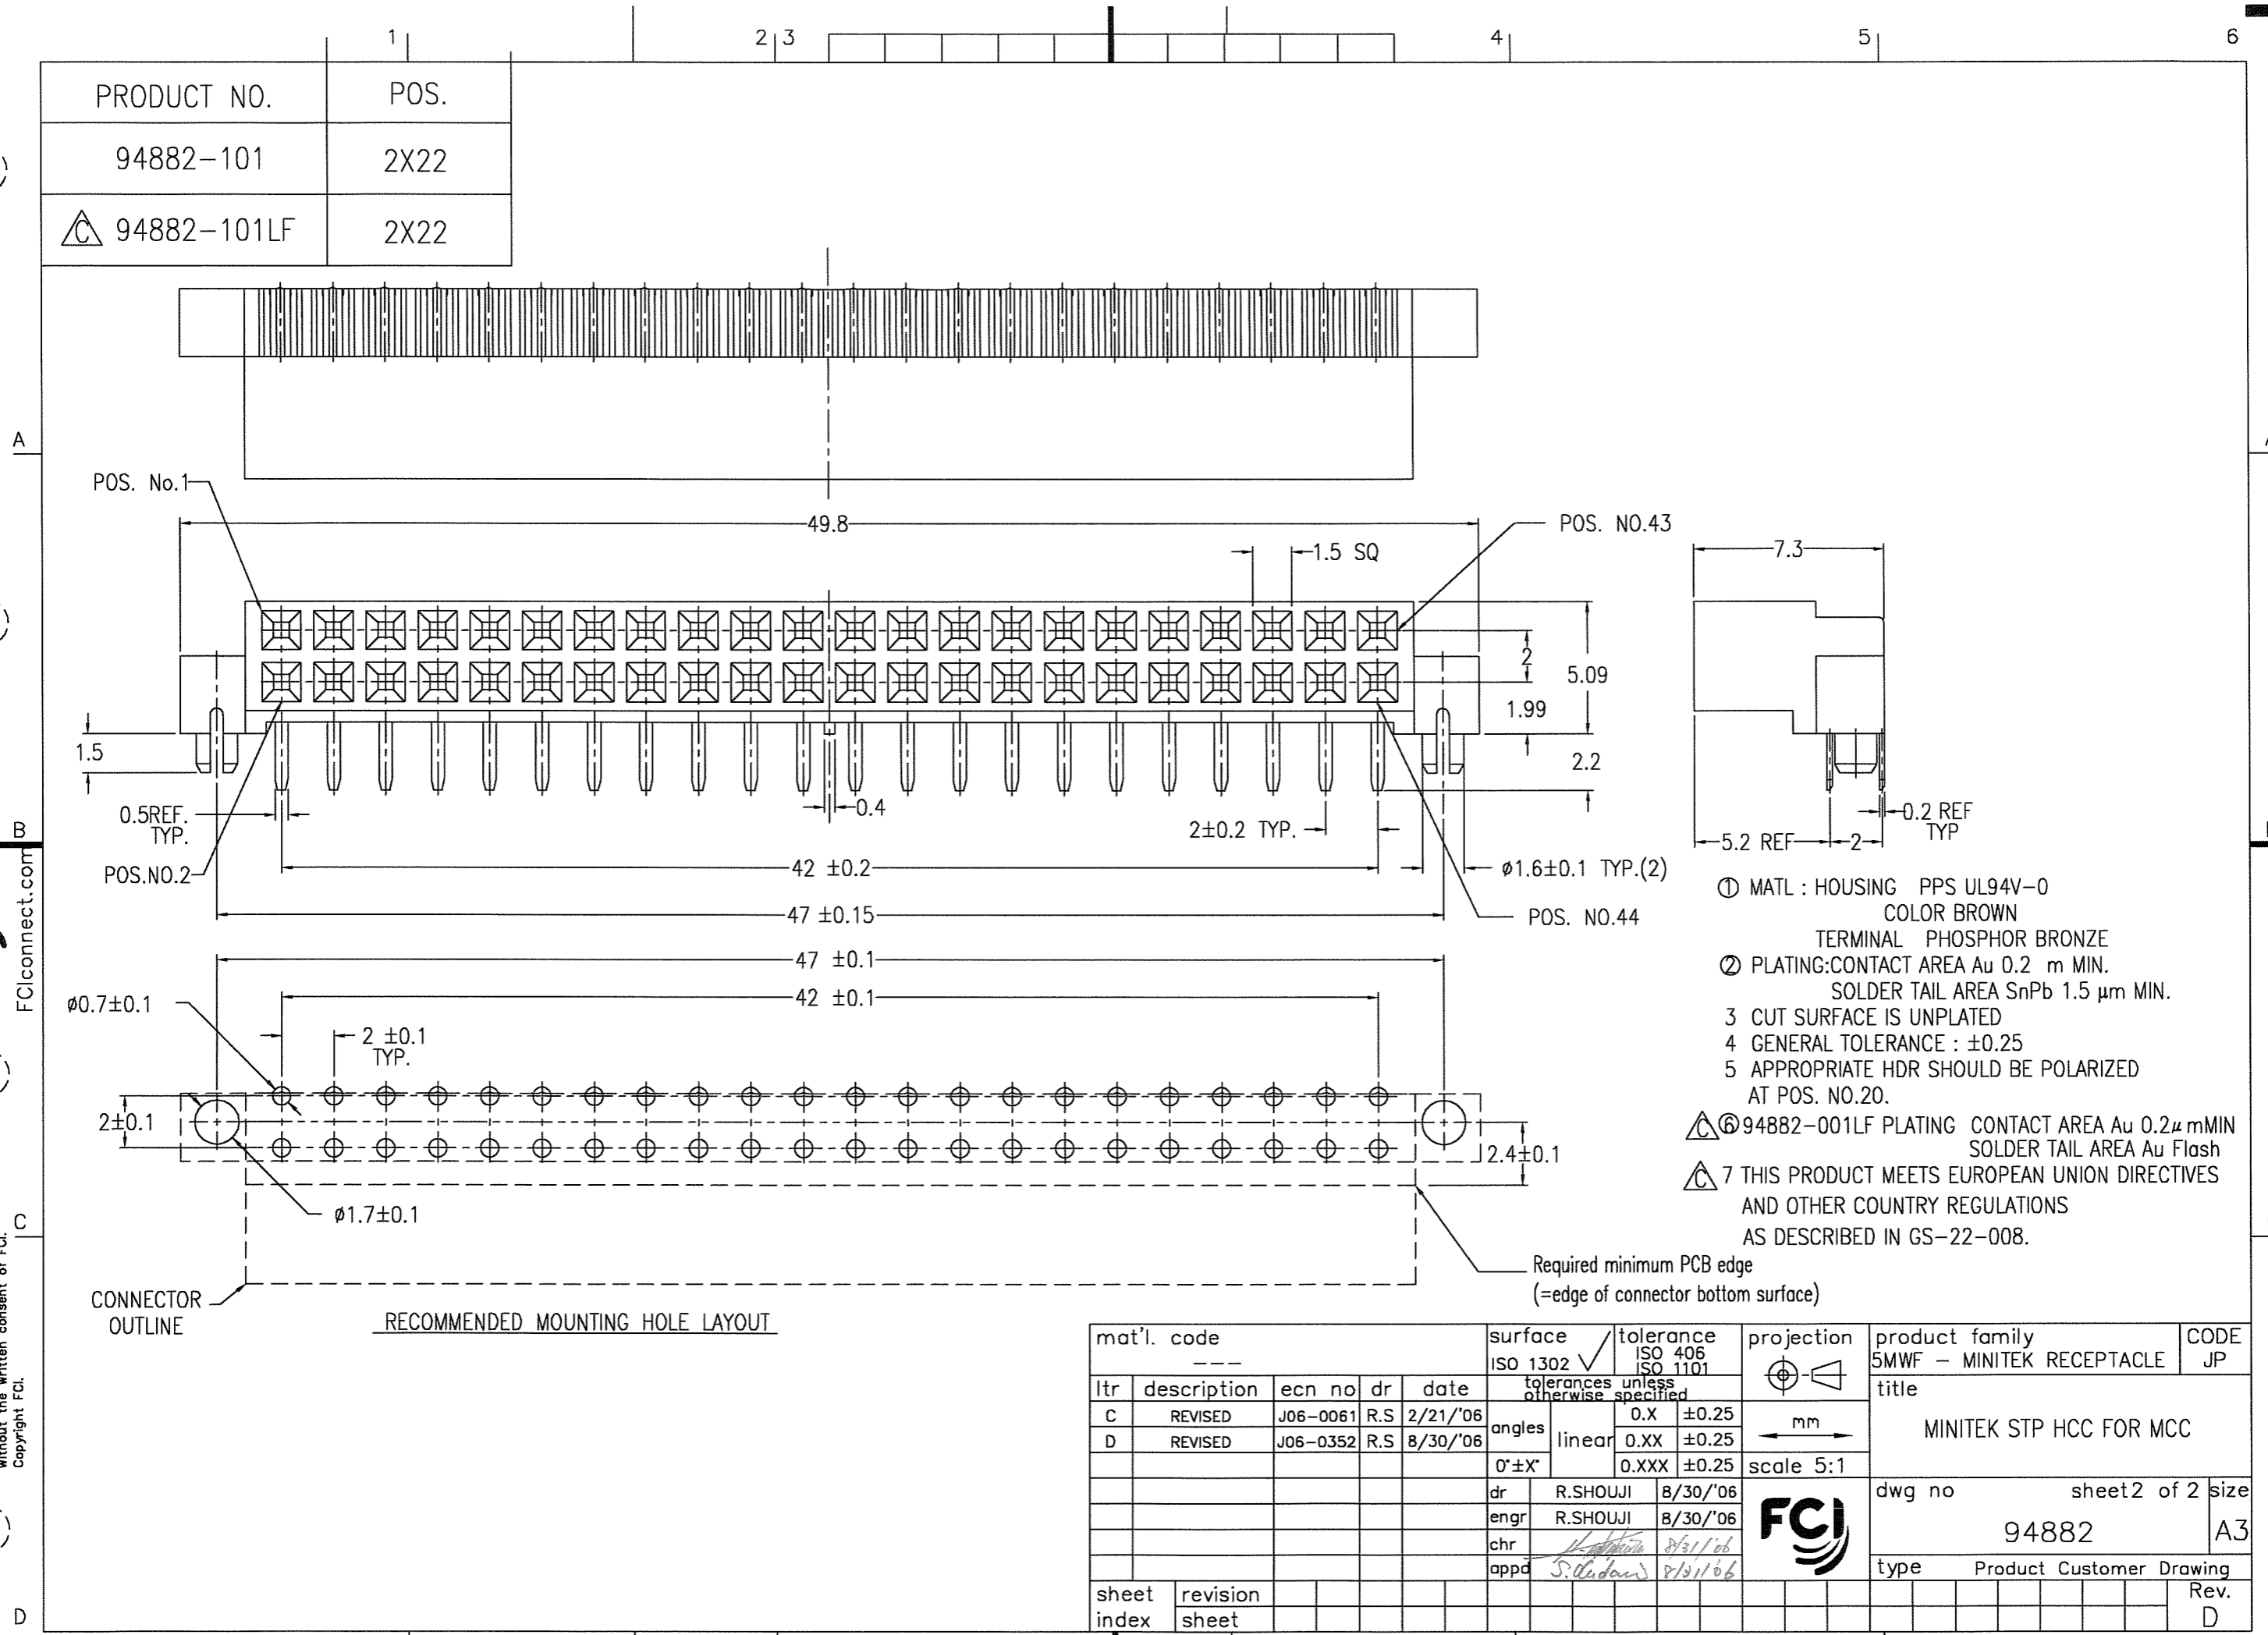 1 2 3 4 5 6
PRODUCT NO. POS.
94882-101 2X22
C 94882-101LF 2X22
A
POS. No.1
49.8
POS. NO.43
1.5 SQ
7.3
2
5.09
1.99
1.5
2.2
0.5REF.
TYP.
0.4
2±0.2 TYP.
0.2 REF
TYP
5.2 REF 2
B
POS.NO.2
42 ±0.2
ø1.6±0.1 TYP.(2)
47 ±0.15
POS. NO.44
FCIconnect.com
① MATL : HOUSING PPS UL94V-0
COLOR BROWN
TERMINAL PHOSPHOR BRONZE
② PLATING:CONTACT AREA Au 0.2 m MIN.
SOLDER TAIL AREA SnPb 1.5 µm MIN.
3 CUT SURFACE IS UNPLATED
4 GENERAL TOLERANCE : ±0.25
5 APPROPRIATE HDR SHOULD BE POLARIZED
AT POS. NO.20.
C ⑥ 94882-001LF PLATING CONTACT AREA Au 0.2µmMIN
SOLDER TAIL AREA Au Flash
C 7 THIS PRODUCT MEETS EUROPEAN UNION DIRECTIVES
AND OTHER COUNTRY REGULATIONS
AS DESCRIBED IN GS-22-008.
47 ±0.1
ø0.7±0.1
42 ±0.1
2 ±0.1
TYP.
2±0.1
2.4±0.1
ø1.7±0.1
C
Required minimum PCB edge
(=edge of connector bottom surface)
CONNECTOR
OUTLINE
RECOMMENDED MOUNTING HOLE LAYOUT
without the written consent of FCI.
Copyright FCI.
mat'l. code
---
surface
ISO 1302
tolerance
ISO 406
ISO 1101
projection
product family
5MWF - MINITEK RECEPTACLE
CODE
JP
ltr description ecn no dr date
C REVISED J06-0061 R.S 2/21/'06
D REVISED J06-0352 R.S 8/30/'06
tolerances unless
otherwise specified
angles
0°±X°
linear
0.X ±0.25
0.XX ±0.25
0.XXX ±0.25
mm
scale 5:1
title
MINITEK STP HCC FOR MCC
dr R.SHOUJI 8/30/'06
engr R.SHOUJI 8/30/'06
chr 8/31/'06
appd 8/31/'06
FCI
dwg no sheet2 of 2 size
94882 A3
type Product Customer Drawing
sheet
index
revision
sheet
Rev.
D
D